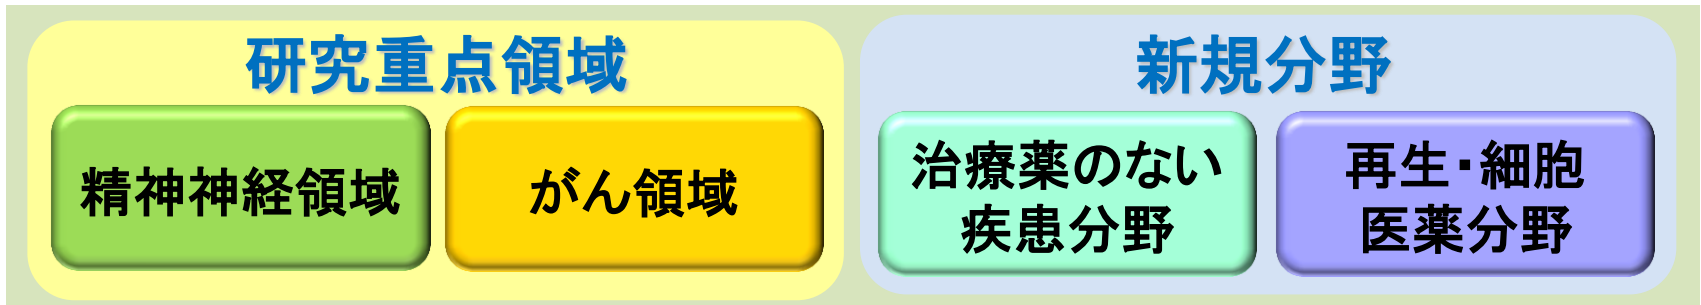 研究重点領域
精神神経領域
がん領域
新規分野
治療薬のない
疾患分野
再生・細胞
医薬分野